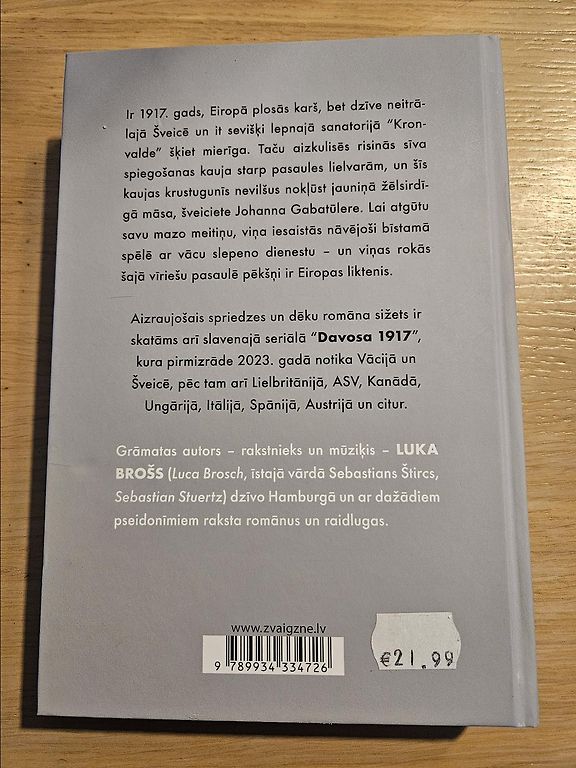 Ir 1917. gads, Eiropā plosās karš, bet dzīve neitrā-
lajā Šveicē un it sevišķi lepnajā sanatorijā “Kron-
valde” šķiet mierīga. Taču aizkulisēs risinās sīva
spiegošanas kauja starp pasaules lielvarām, un šīs
kaujas krustugunīs nevilšus nokļūst jauniņā žēlsirdī-
gā māsa, šveiciete Johanna Gabatūlere. Lai atgūtu
savu mazo meitiņu, viņa iesaistās nāvējoši bīstamā
spēlē ar vācu slepeno dienestu – un viņas rokās
šajā vīriešu pasaulē pēkšņi ir Eiropas liktenis.
Aizraujošais spriedzes un dēku romāna sižets ir
skatāms arī slavenajā seriālā “Davosa 1917”,
kura pirmizrāde 2023. gadā notika Vācijā un
Šveicē, pēc tam arī Lielbritānijā, ASV, Kanādā,
Ungārijā, Itālijā, Spānijā, Austrijā un citur.
Grāmatas autors – rakstnieks un mūziķis – LUKA
BROŠS (Luca Brosch, īstajā vārdā Sebastians Štircs,
Sebastian Stuertz) dzīvo Hamburgā un ar dažādiem
pseidonīmiem raksta romānus un raidlugas.
www.zvaigzne.lv
9 789934 334726
€21.99